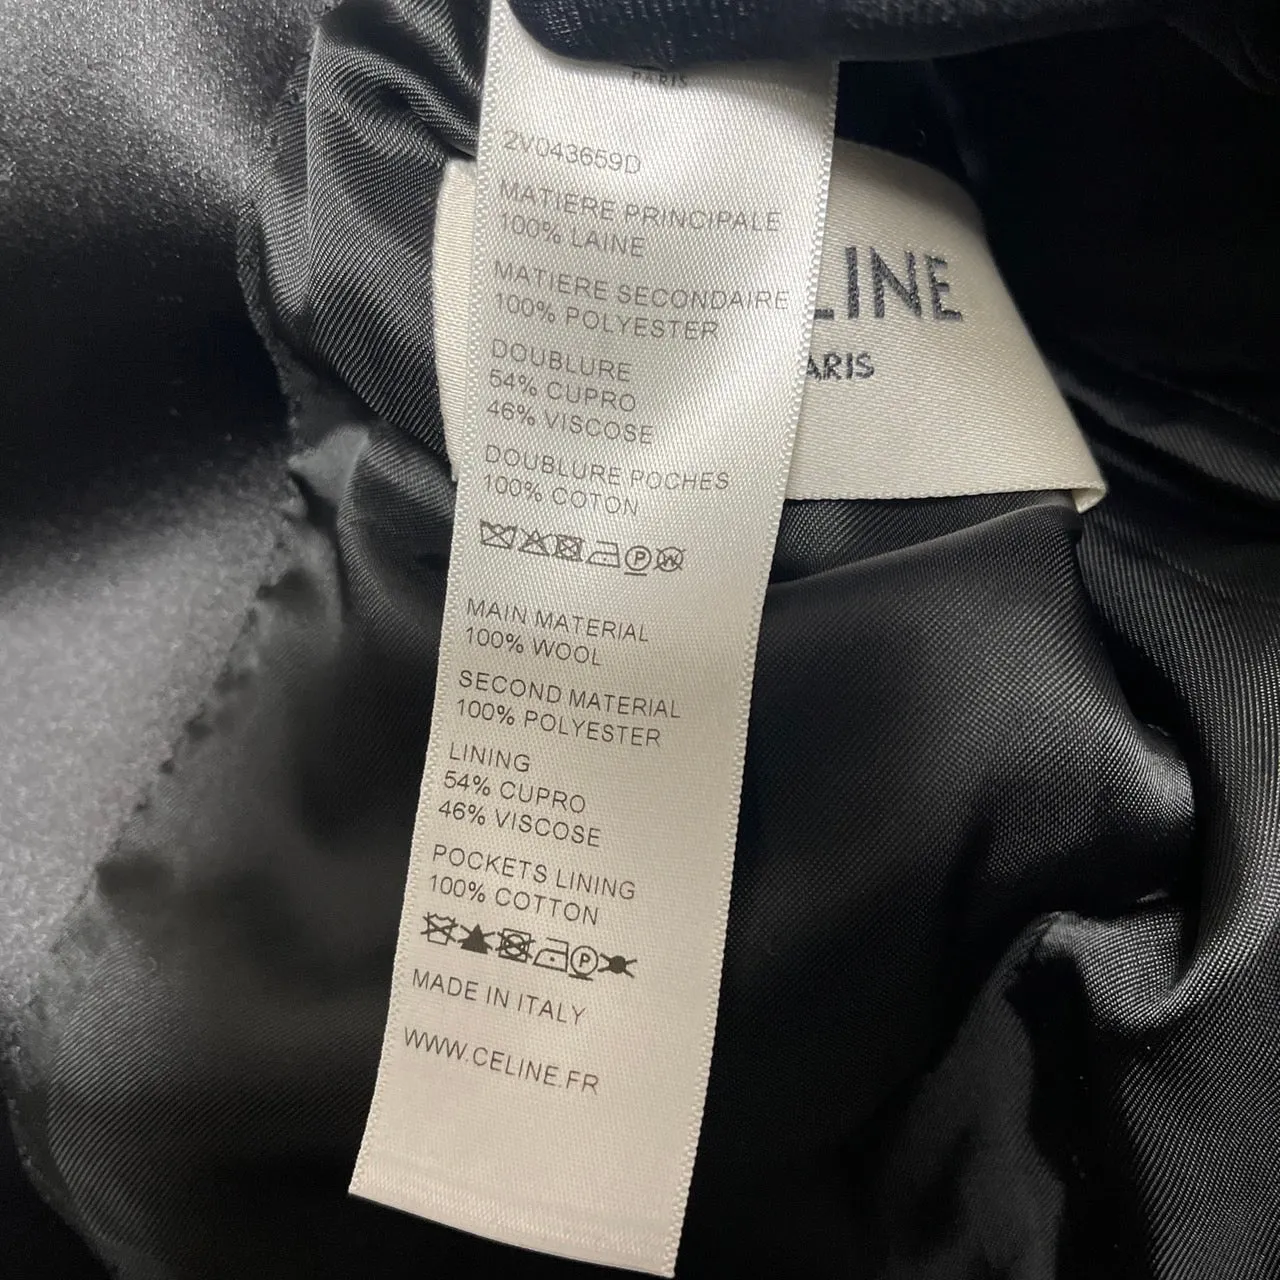 PARIS
2V043659D
MATIERE PRINCIPALE
100% LAINE
MATIERE SECONDAIRE
100% POLYESTER
DOUBLURE
54% CUPRO
46% VISCOSE
DOUBLURE POCHES
100% COTON
MAIN MATERIAL
100% WOOL
SECOND MATERIAL
100% POLYESTER
LINING
54% CUPRO
46% VISCOSE
POCKETS LINING
100% COTTON
MADE IN ITALY
WWW.CELINE.FR
LINE
ARIS